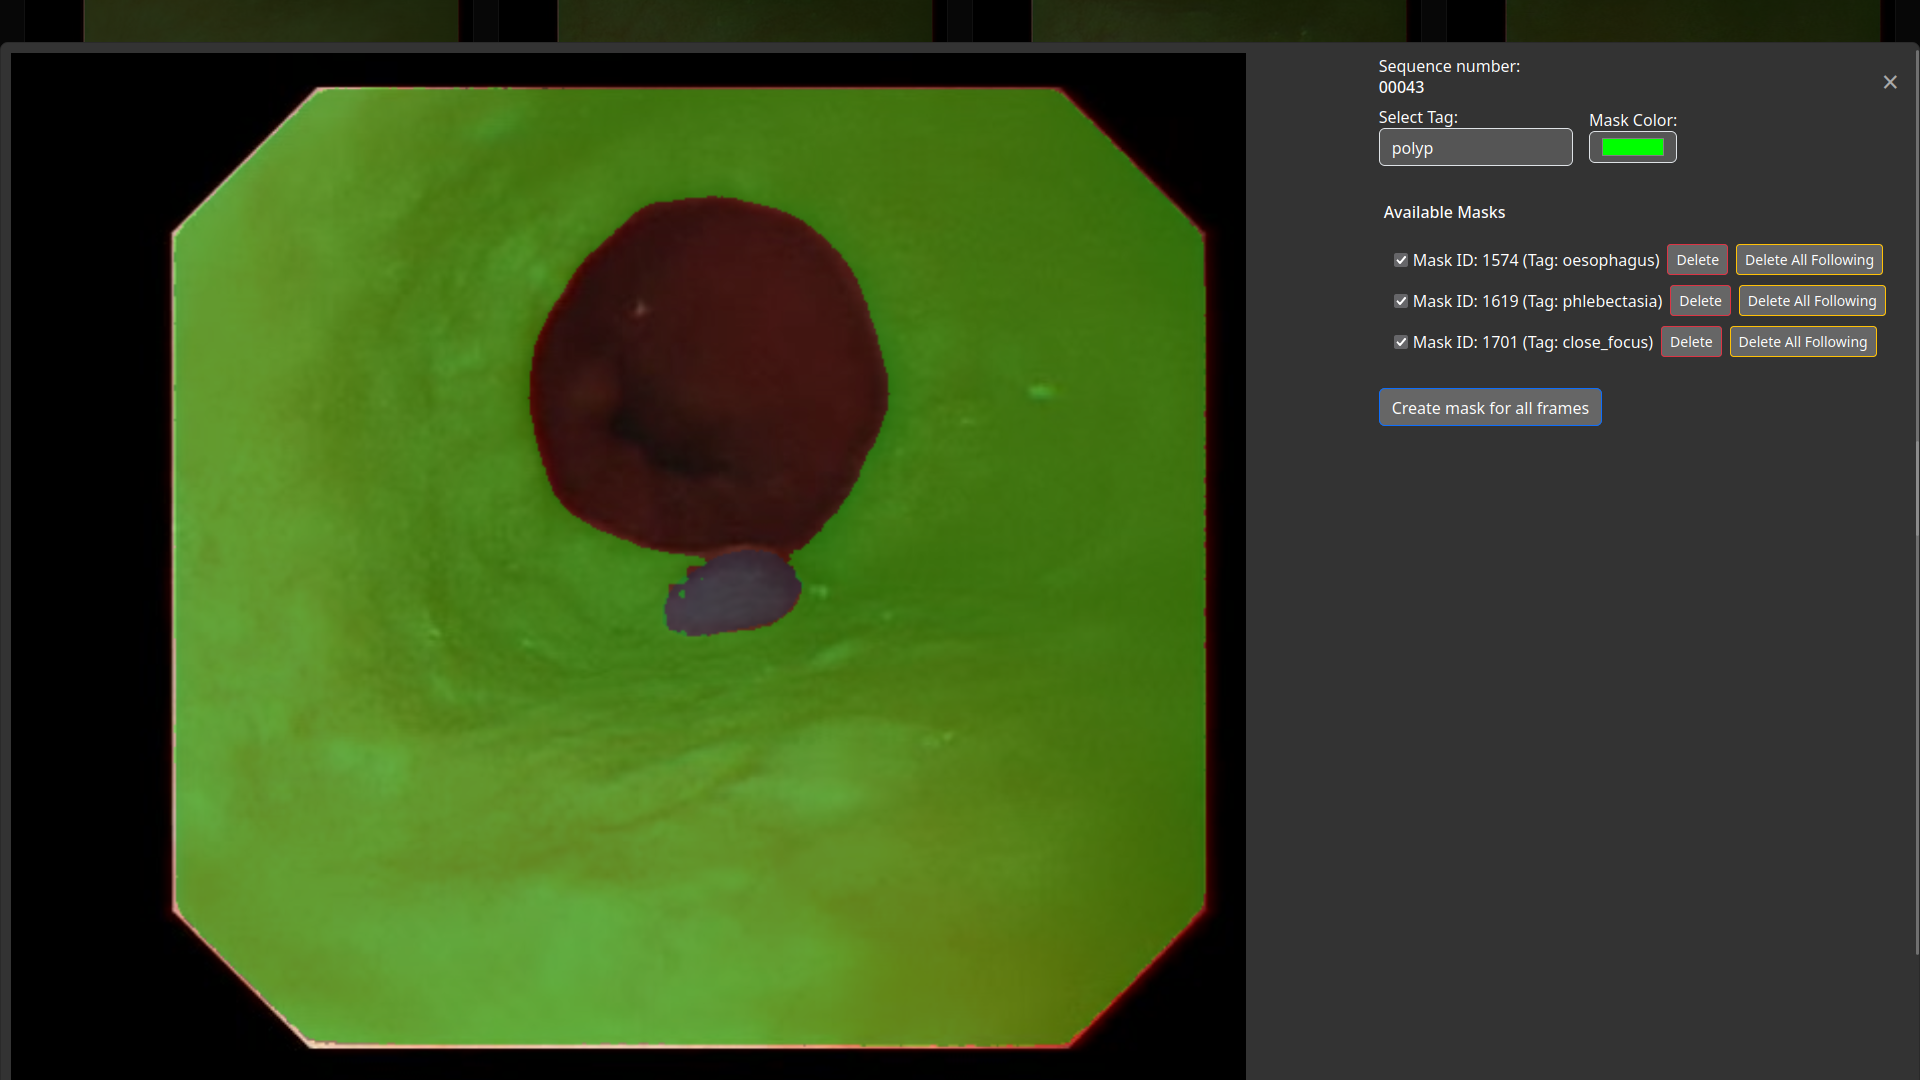 Sequence number:
00043
×
Select Tag:
Mask Color:
polyp
Available Masks
Mask ID: 1574 (Tag: oesophagus) Delete Delete All Following
Mask ID: 1619 (Tag: phlebectasia) Delete Delete All Following
Mask ID: 1701 (Tag: close_focus) Delete Delete All Following
Create mask for all frames